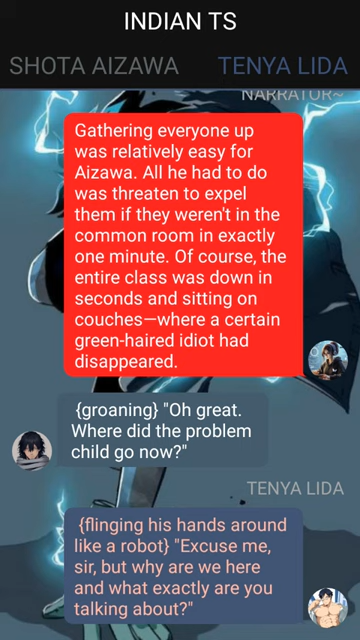 INDIAN TS
SHOTA AIZAWA
TENYA LIDA
NARRATOR~
Gathering everyone up
was relatively easy for
Aizawa. All he had to do
was threaten to expel
them if they weren't in the
common room in exactly
one minute. Of course, the
entire class was down in
seconds and sitting on
couches—where a certain
green-haired idiot had
disappeared.
{groaning} "Oh great.
Where did the problem
child go now?"
TENYA LIDA
{flinging his hands around
like a robot} "Excuse me,
sir, but why are we here
and what exactly are you
talking about?"